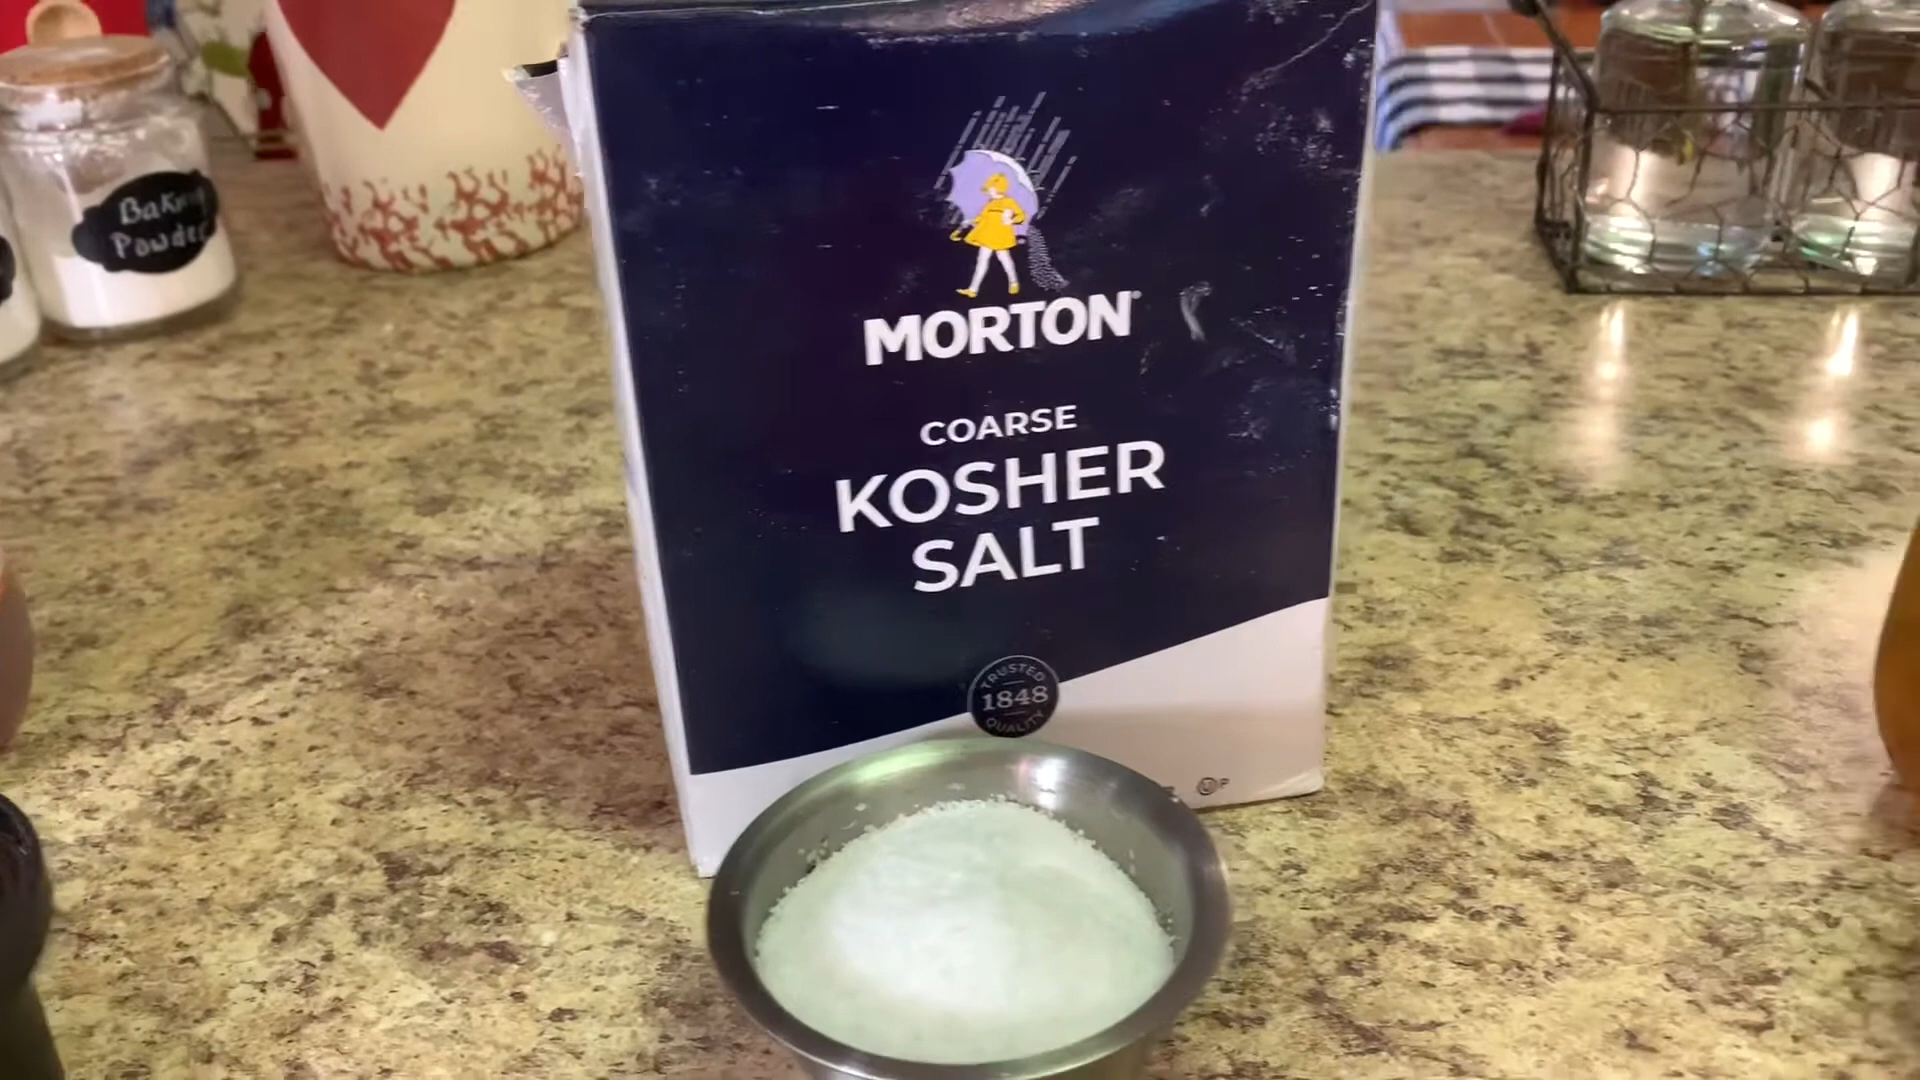 Baking
Powder
MORTON®
COARSE
KOSHER
SALT
TRUSTED
1848
QUALITY
U P